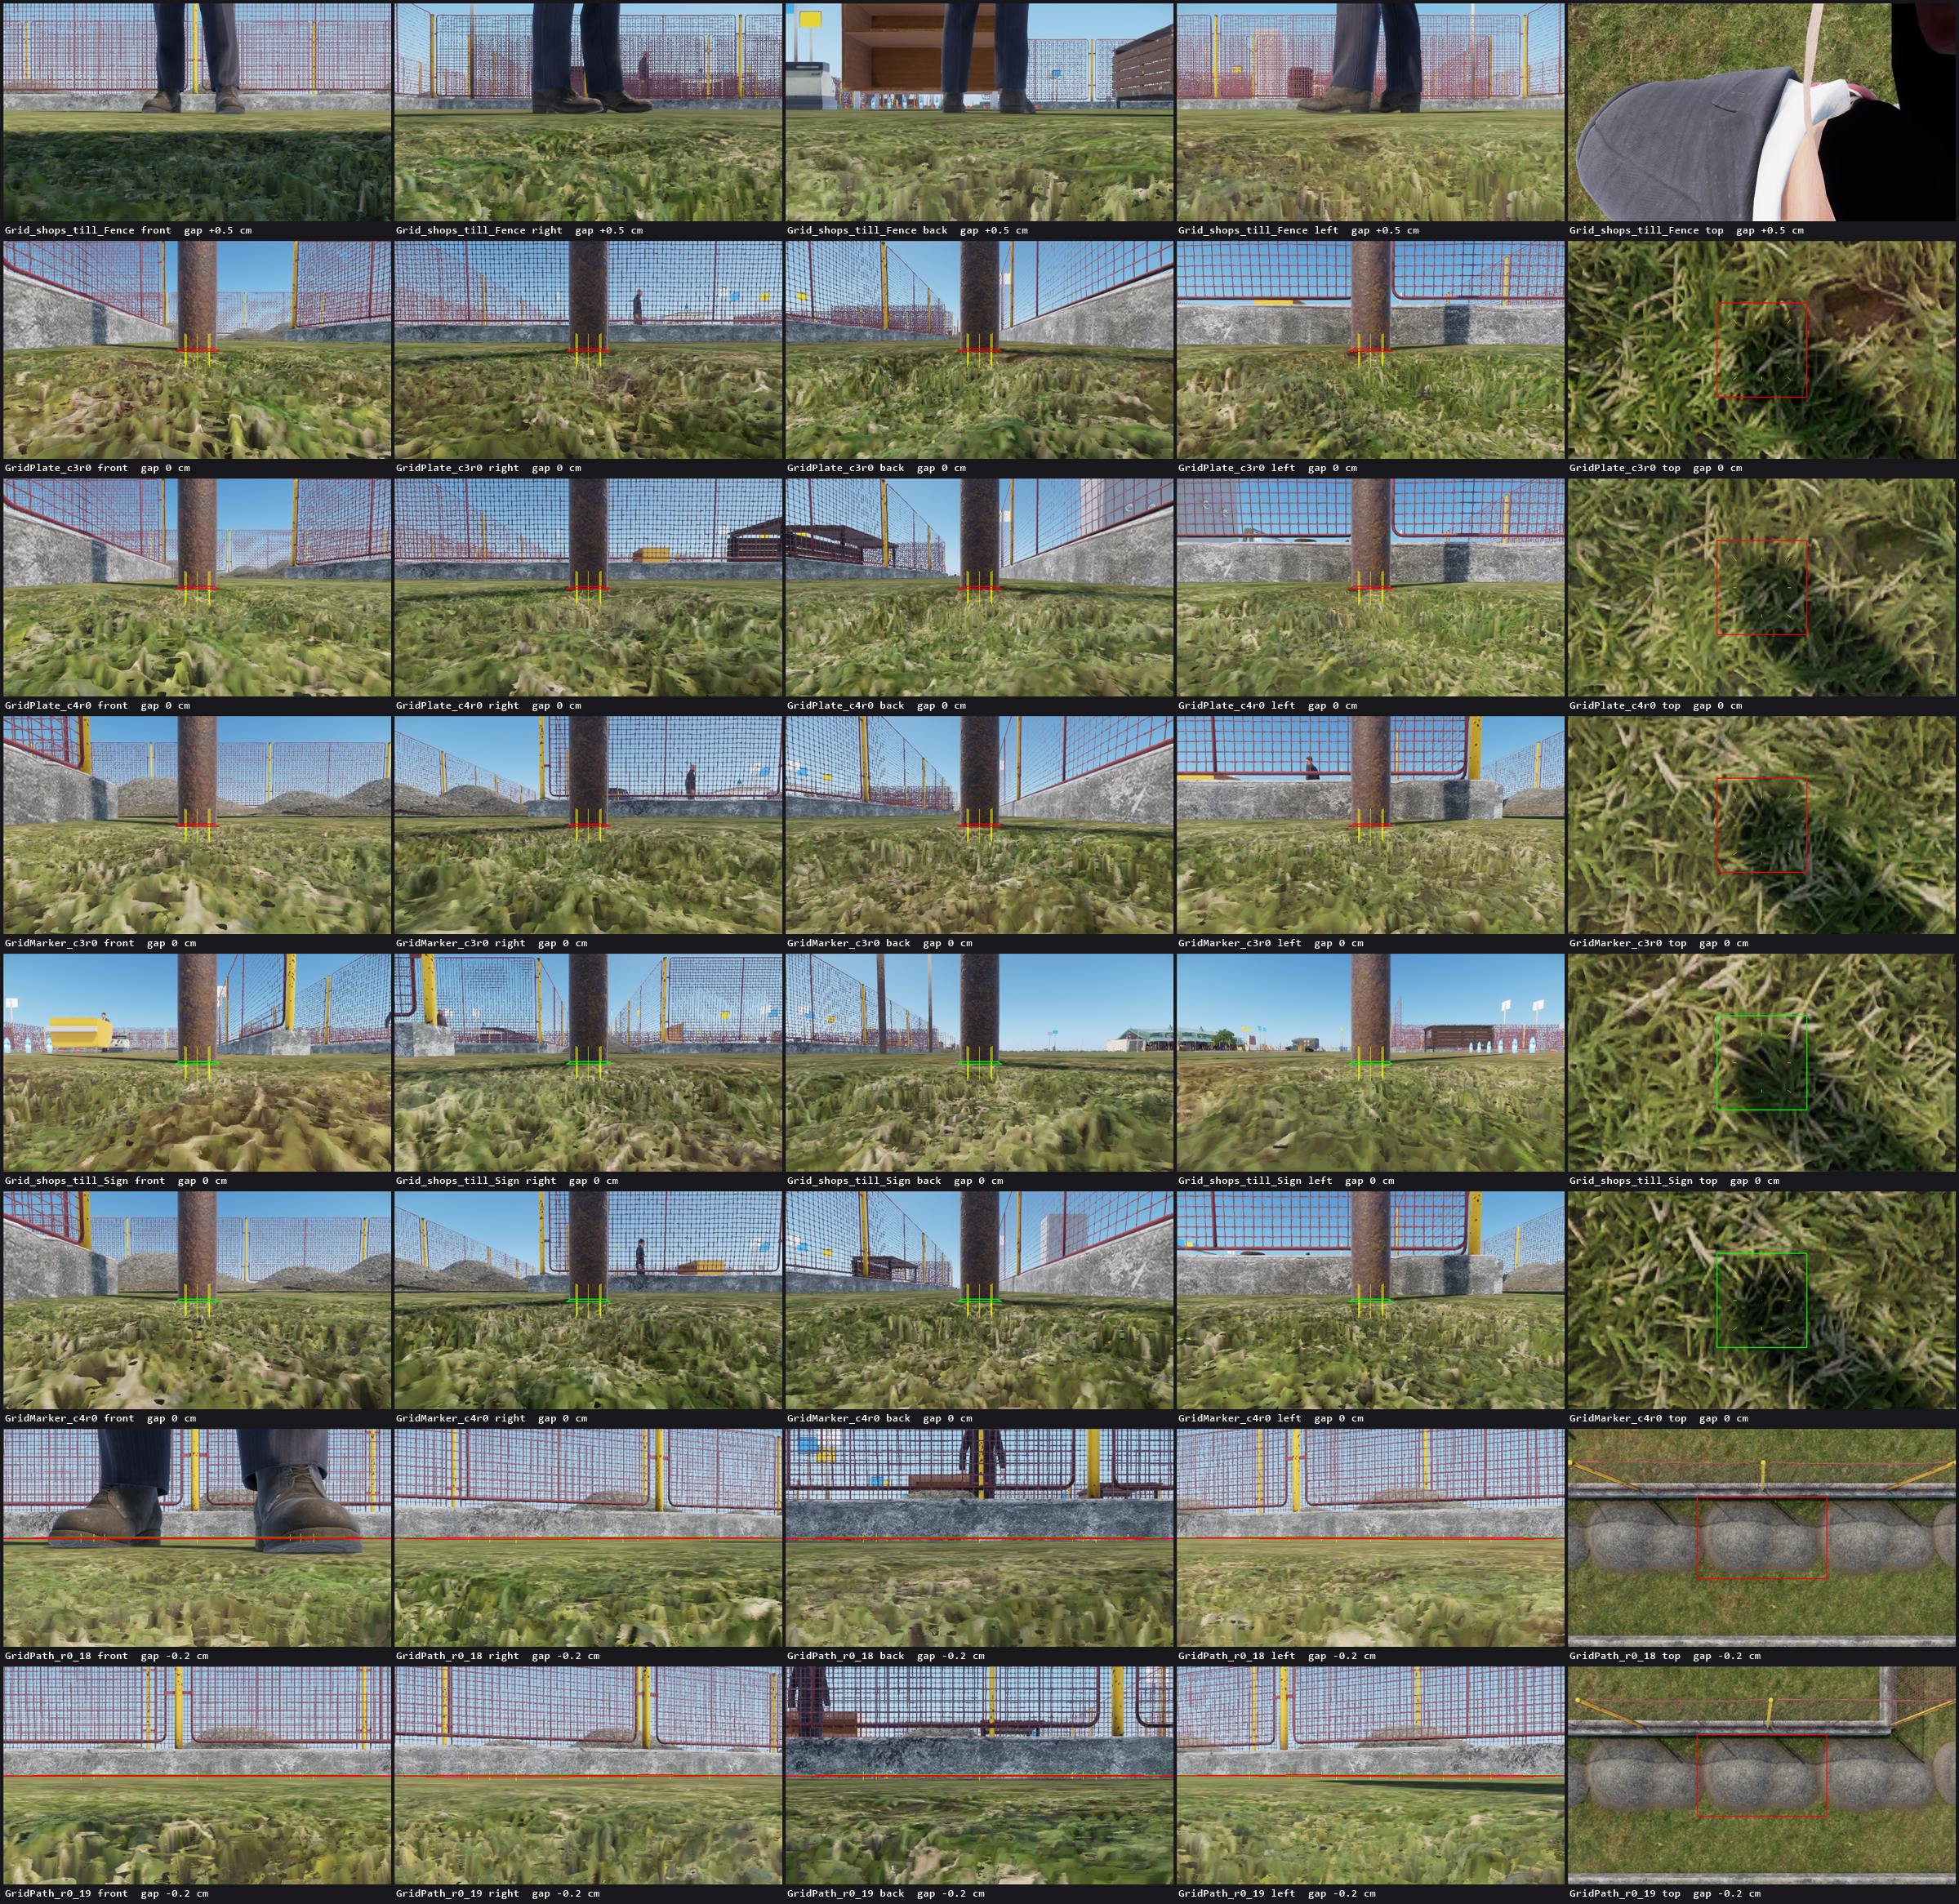 Grid_shops_till_Fence front  gap +0.5 cm
Grid_shops_till_Fence right  gap +0.5 cm
Grid_shops_till_Fence back  gap +0.5 cm
Grid_shops_till_Fence left  gap +0.5 cm
Grid_shops_till_Fence top  gap +0.5 cm
GridPlate_c3r0 front  gap 0 cm
GridPlate_c3r0 right  gap 0 cm
GridPlate_c3r0 back  gap 0 cm
GridPlate_c3r0 left  gap 0 cm
GridPlate_c3r0 top  gap 0 cm
GridPlate_c4r0 front  gap 0 cm
GridPlate_c4r0 right  gap 0 cm
GridPlate_c4r0 back  gap 0 cm
GridPlate_c4r0 left  gap 0 cm
GridPlate_c4r0 top  gap 0 cm
GridMarker_c3r0 front  gap 0 cm
GridMarker_c3r0 right  gap 0 cm
GridMarker_c3r0 back  gap 0 cm
GridMarker_c3r0 left  gap 0 cm
GridMarker_c3r0 top  gap 0 cm
Grid_shops_till_Sign front  gap 0 cm
Grid_shops_till_Sign right  gap 0 cm
Grid_shops_till_Sign back  gap 0 cm
Grid_shops_till_Sign left  gap 0 cm
Grid_shops_till_Sign top  gap 0 cm
GridMarker_c4r0 front  gap 0 cm
GridMarker_c4r0 right  gap 0 cm
GridMarker_c4r0 back  gap 0 cm
GridMarker_c4r0 left  gap 0 cm
GridMarker_c4r0 top  gap 0 cm
GridPath_r0_18 front  gap -0.2 cm
GridPath_r0_18 right  gap -0.2 cm
GridPath_r0_18 back  gap -0.2 cm
GridPath_r0_18 left  gap -0.2 cm
GridPath_r0_18 top  gap -0.2 cm
GridPath_r0_19 front  gap -0.2 cm
GridPath_r0_19 right  gap -0.2 cm
GridPath_r0_19 back  gap -0.2 cm
GridPath_r0_19 left  gap -0.2 cm
GridPath_r0_19 top  gap -0.2 cm